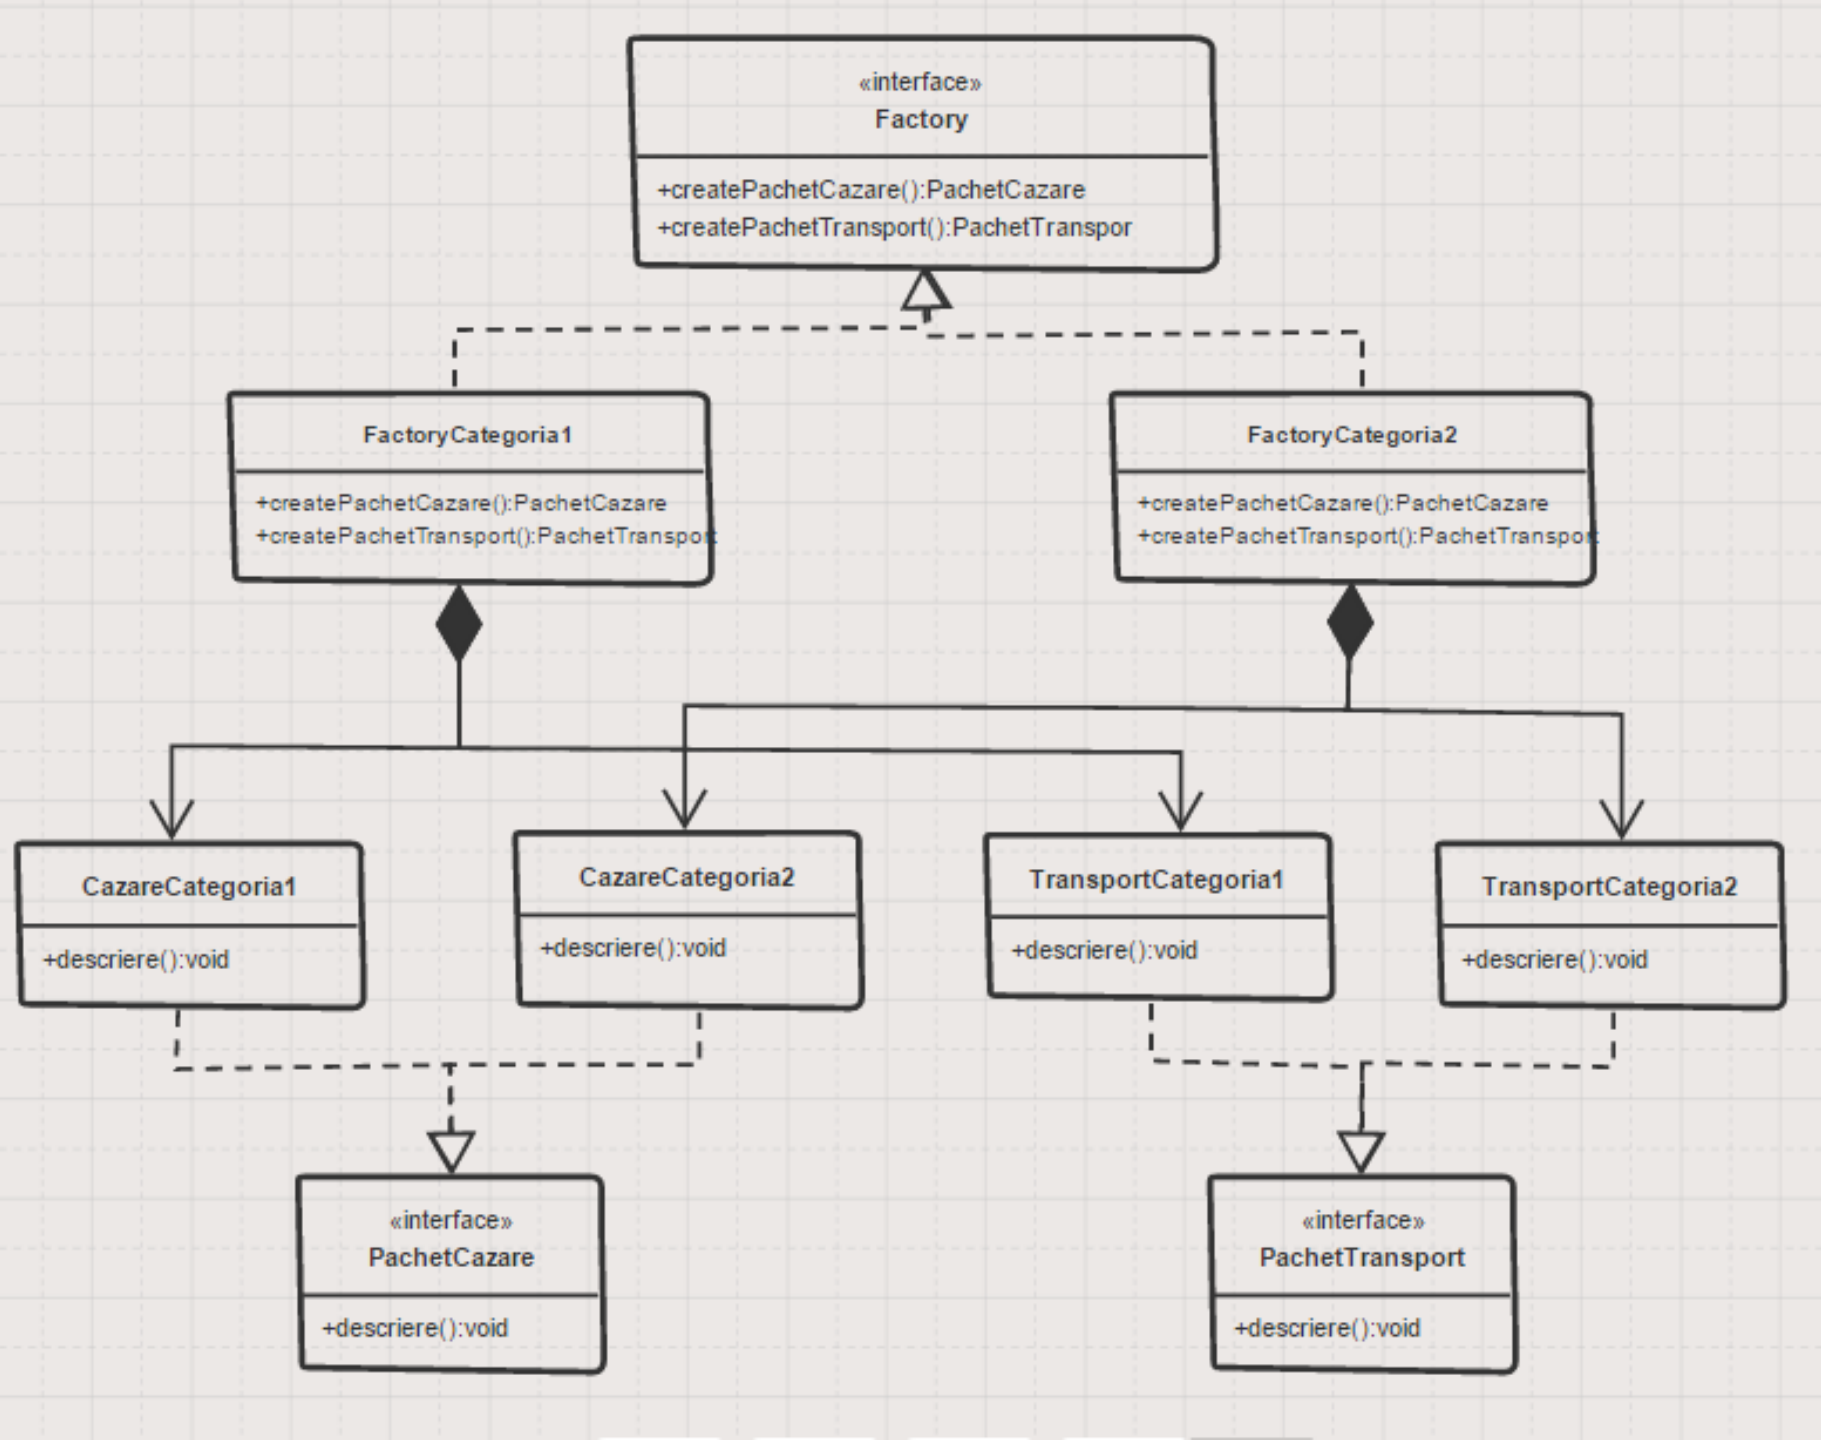 «interface»
Factory
+createPachetCazare():PachetCazare
+createPachetTransport():PachetTranspor
FactoryCategoria1
+createPachetCazare():PachetCazare
+createPachetTransport():PachetTransport
FactoryCategoria2
+createPachetCazare():PachetCazare
+createPachetTransport():PachetTransport
CazareCategoria1
+descriere():void
CazareCategoria2
+descriere():void
TransportCategoria1
+descriere():void
TransportCategoria2
+descriere():void
«interface»
PachetCazare
+descriere():void
«interface»
PachetTransport
+descriere():void